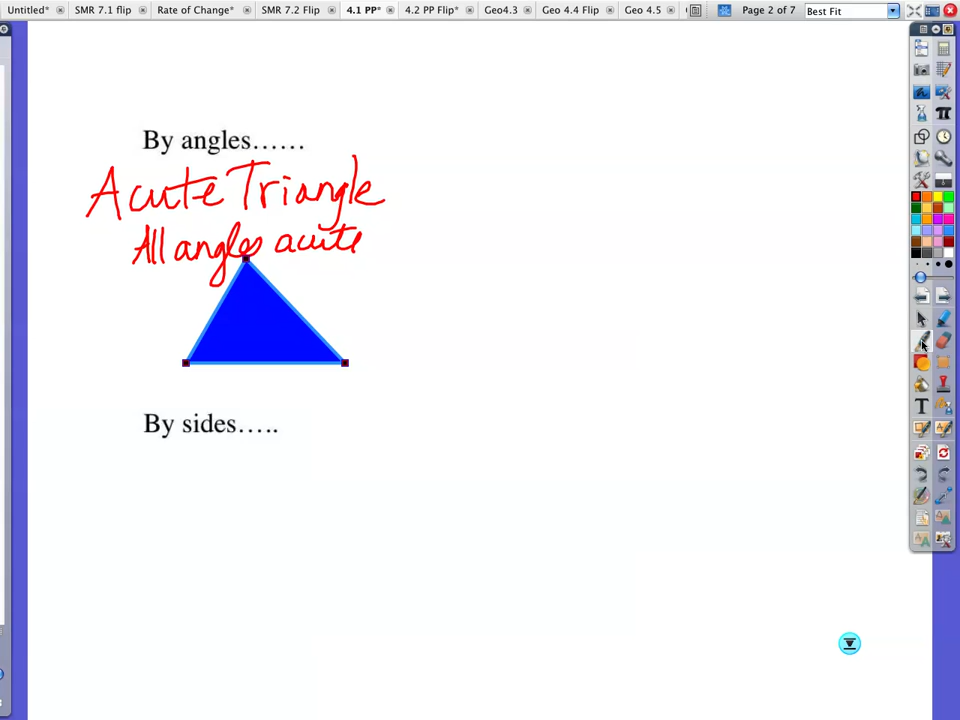 Untitled* SMR 7.1 flip Rate of Change* SMR 7.2 Flip 4.1 PP* 4.2 PP Flip* Geo4.3 Geo 4.4 Flip Geo 4.5 Page 2 of 7 Best Fit
By angles……
Acute Triangle
All angles acute
By sides…..